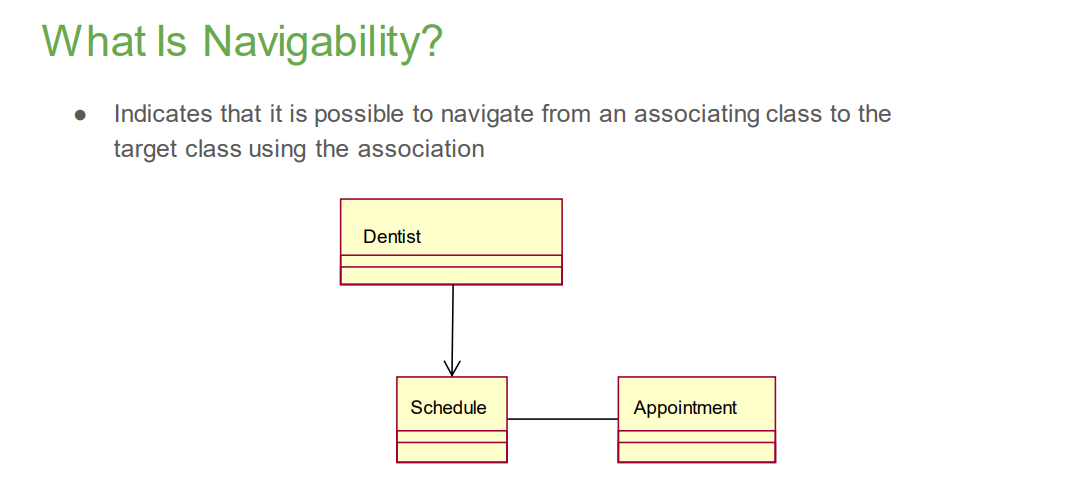 What Is Navigability?
● Indicates that it is possible to navigate from an associating class to the
target class using the association
Dentist
Schedule
Appointment